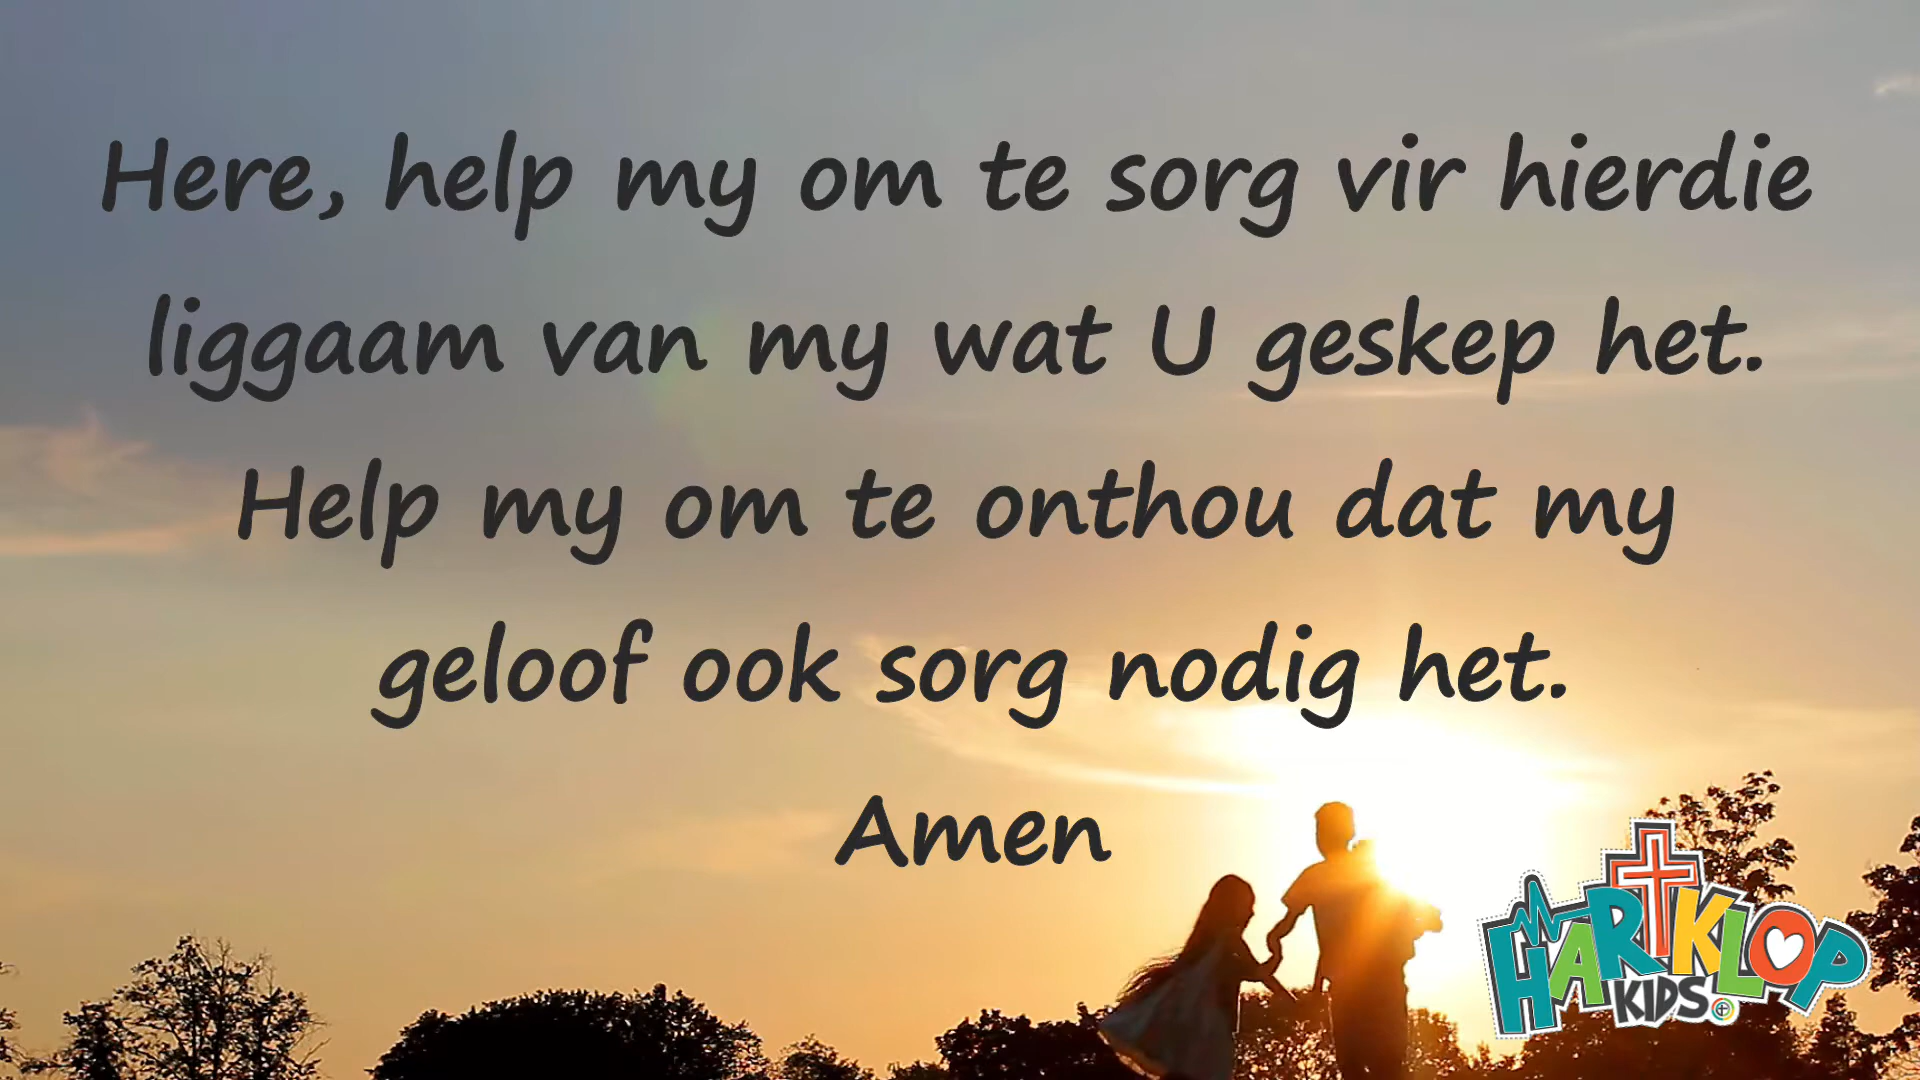 Here, help my om te sorg vir hierdie
liggaam van my wat U geskep het.
Help my om te onthou dat my
geloof ook sorg nodig het.
Amen
HARTKLOP
KIDS